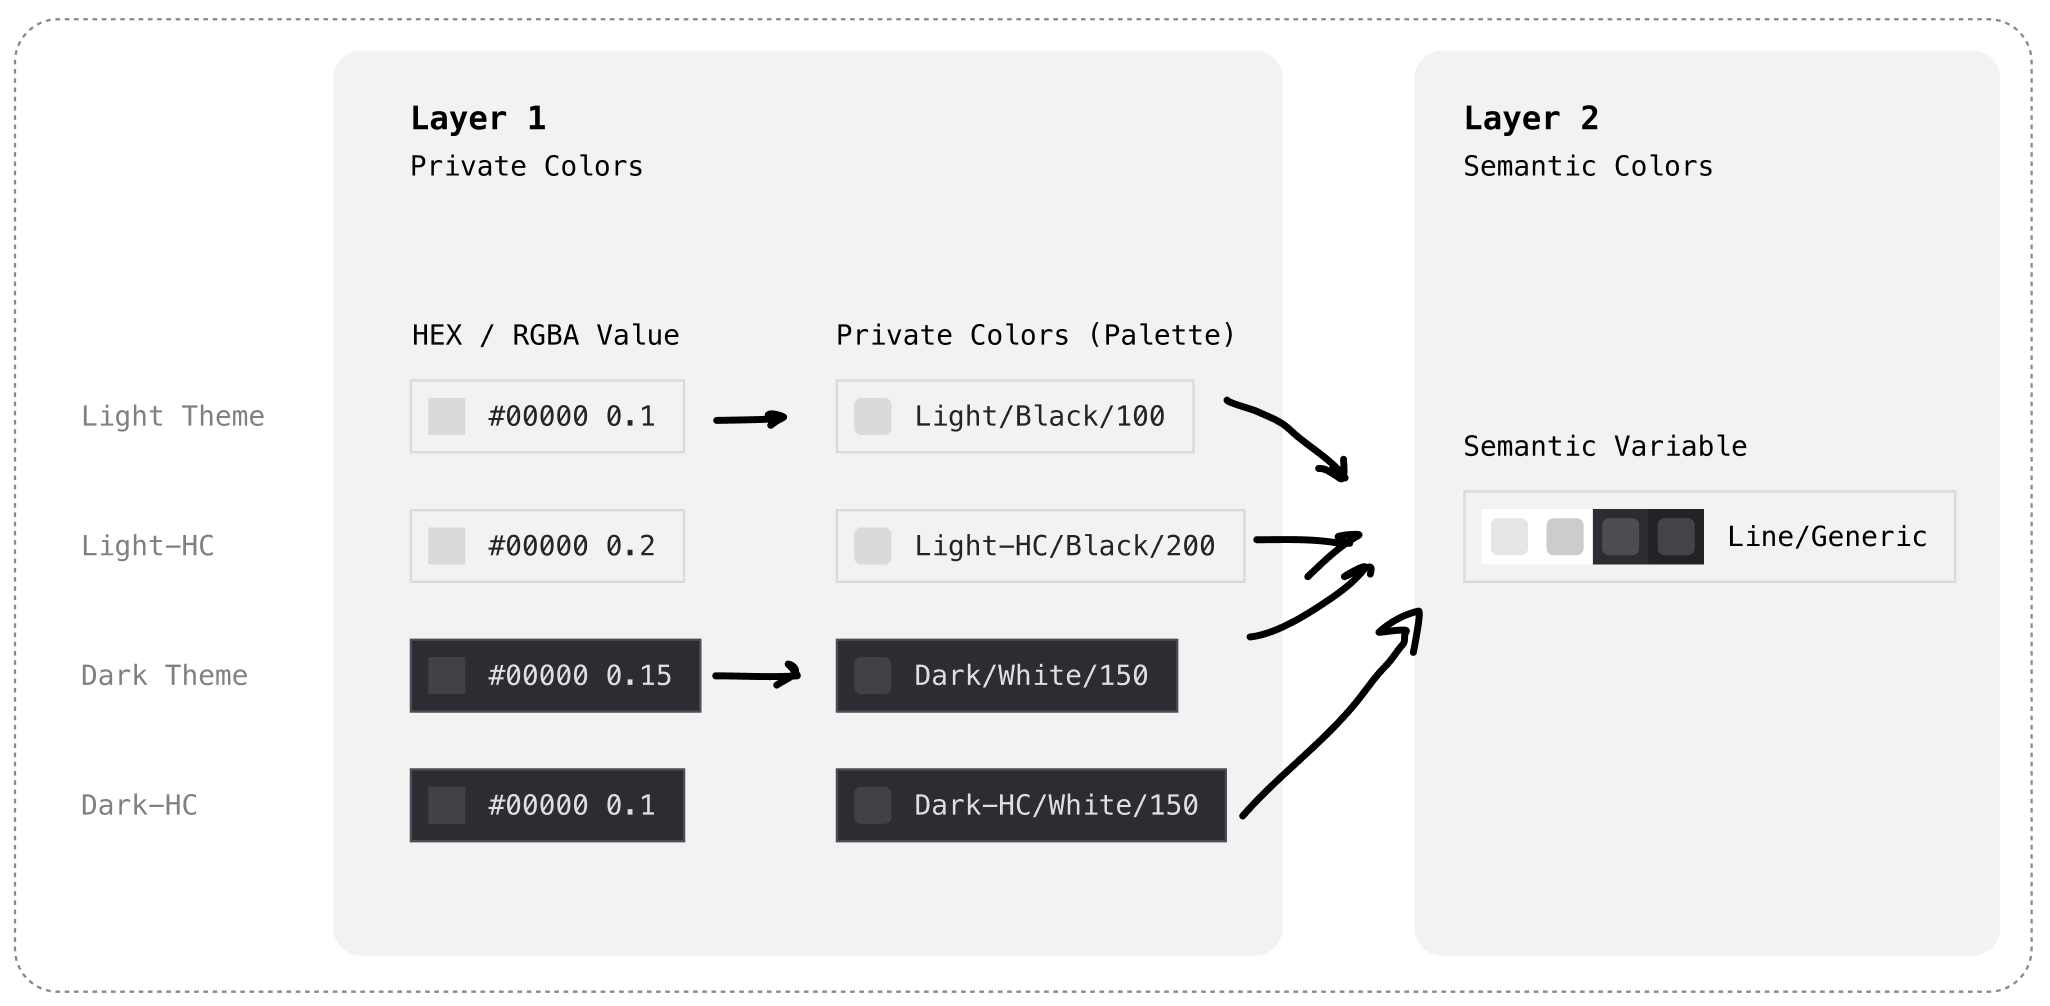 Layer 1
Private Colors
Layer 2
Semantic Colors
HEX / RGBA Value
Private Colors (Palette)
Light Theme
#00000 0.1
Light/Black/100
Semantic Variable
Light–HC
#00000 0.2
Light–HC/Black/200
Line/Generic
Dark Theme
#00000 0.15
Dark/White/150
Dark–HC
#00000 0.1
Dark–HC/White/150